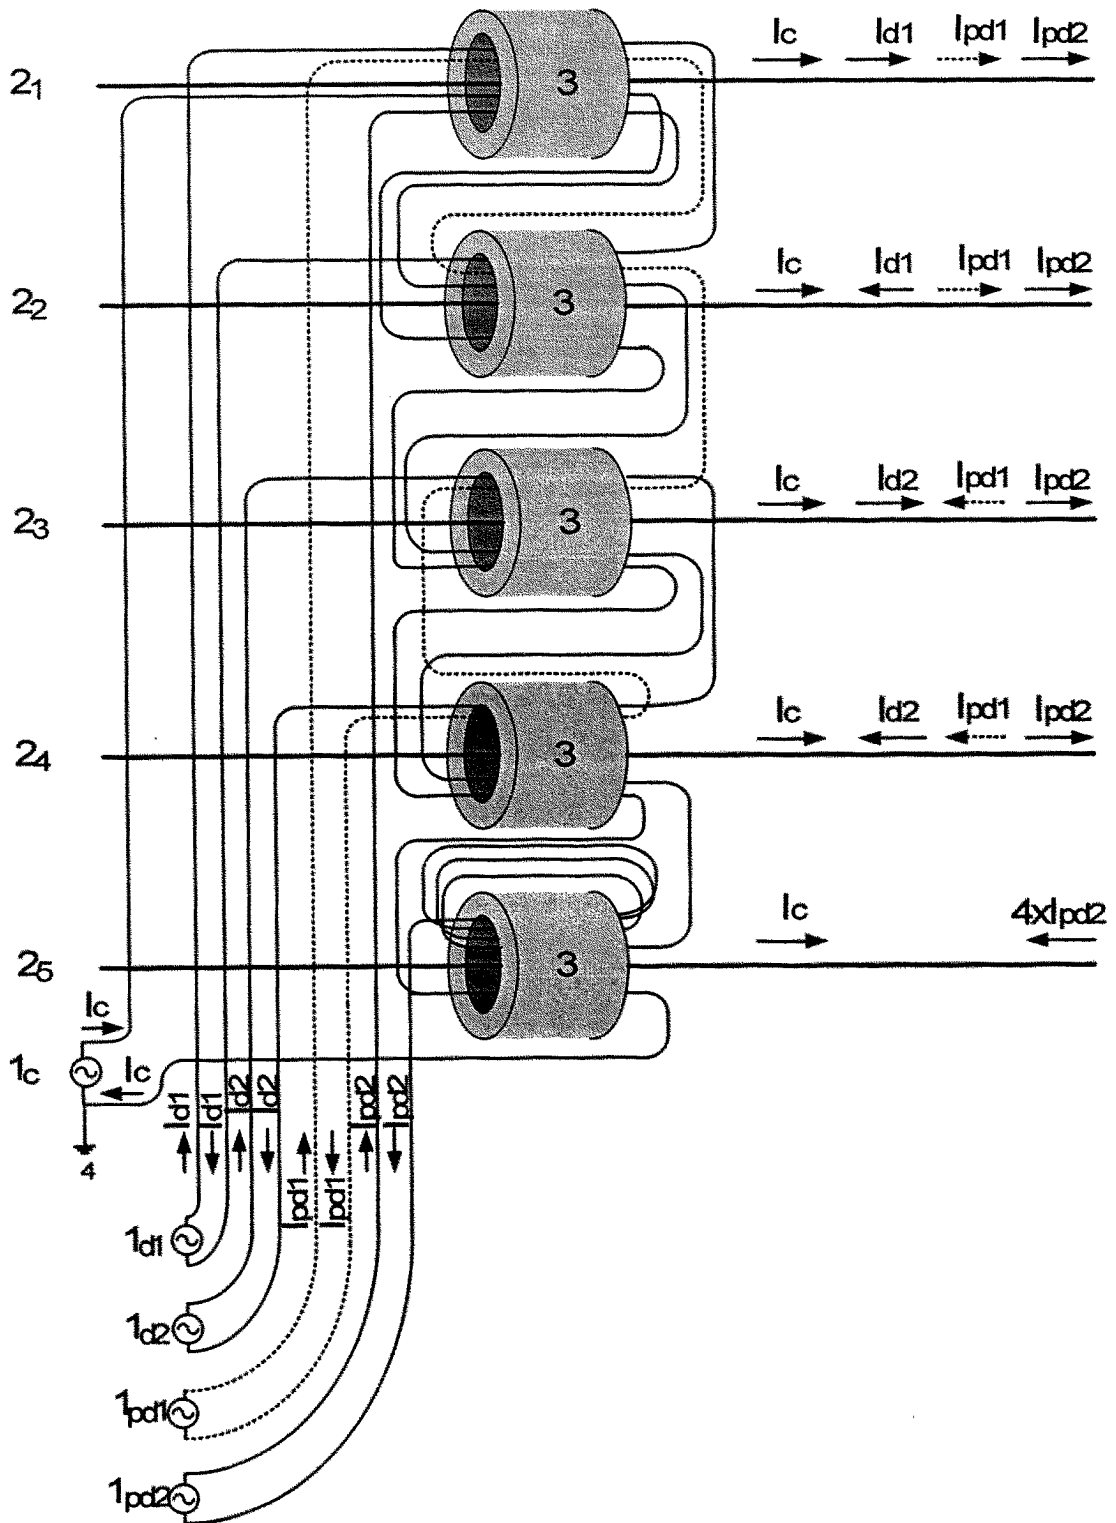 Ic Id1 Ipd1 Ipd2
21 3
Ic Id1 Ipd1 Ipd2
22 3
Ic Id2 Ipd1 Ipd2
23 3
Ic Id2 Ipd1 Ipd2
24 3
Ic 4xIpd2
25 3
Ic
1c Ic
4
Id1 Id1 Id2 Id2 Ipd1 Ipd1 Ipd2 Ipd2
1d1
1d2
1pd1
1pd2